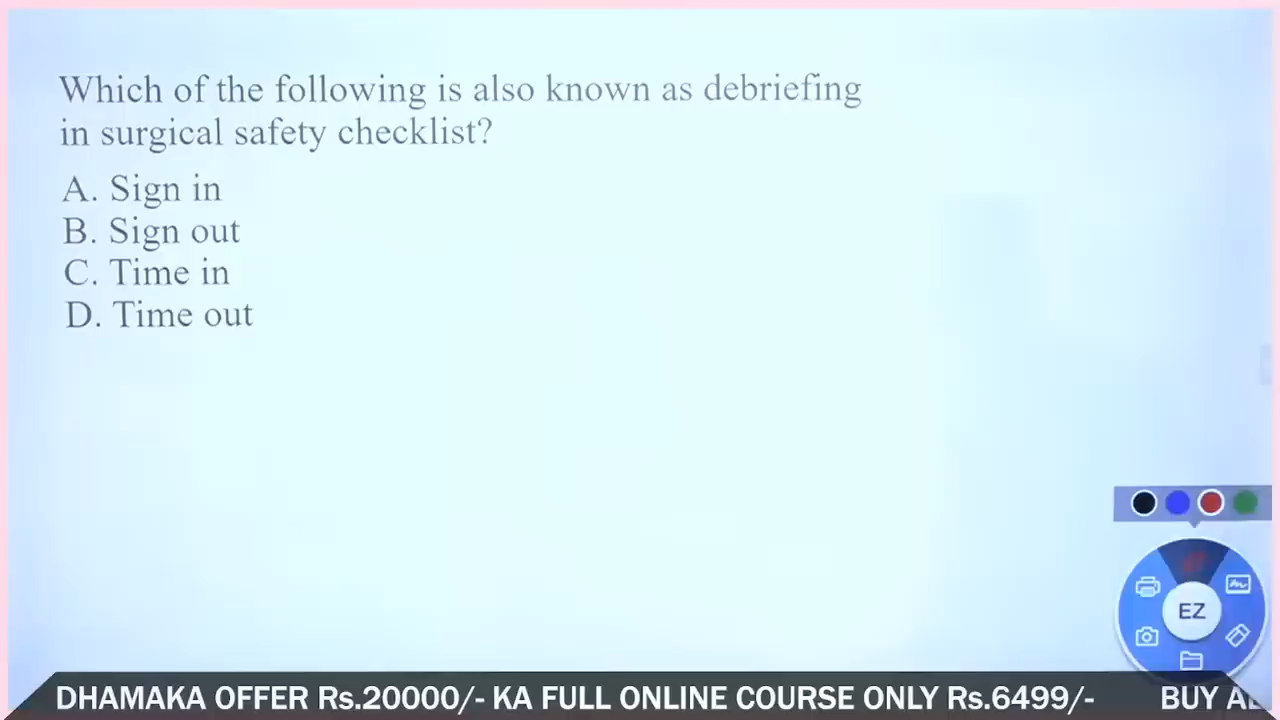 Which of the following is also known as debriefing
in surgical safety checklist?
A. Sign in
B. Sign out
C. Time in
D. Time out
EZ
DHAMAKA OFFER Rs.20000/- KA FULL ONLINE COURSE ONLY Rs.6499/-
BUY